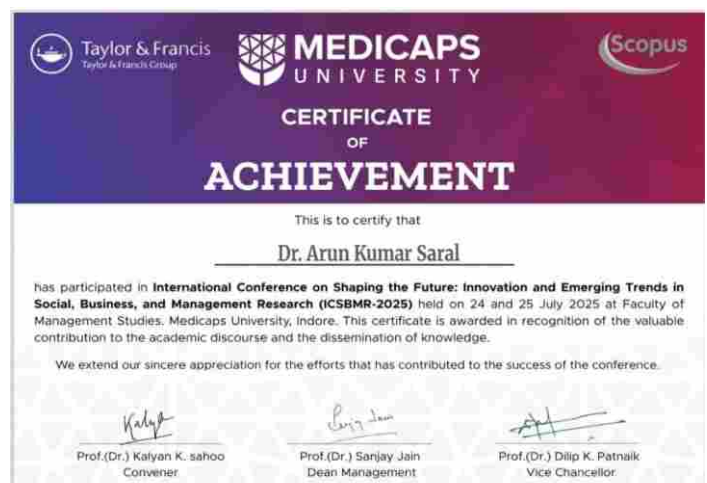 Taylor & Francis
Taylor & Francis Group
MEDICAPS
UNIVERSITY
Scopus
CERTIFICATE
OF
ACHIEVEMENT
This is to certify that
Dr. Arun Kumar Saral
has participated in International Conference on Shaping the Future: Innovation and Emerging Trends in
Social, Business, and Management Research (ICSBMR-2025) held on 24 and 25 July 2025 at Faculty of
Management Studies. Medicaps University, Indore. This certificate is awarded in recognition of the valuable
contribution to the academic discourse and the dissemination of knowledge.
We extend our sincere appreciation for the efforts that has contributed to the success of the conference.
Prof.(Dr.) Kalyan K. sahoo
Convener
Prof.(Dr.) Sanjay Jain
Dean Management
Prof.(Dr.) Dilip K. Patnaik
Vice Chancellor